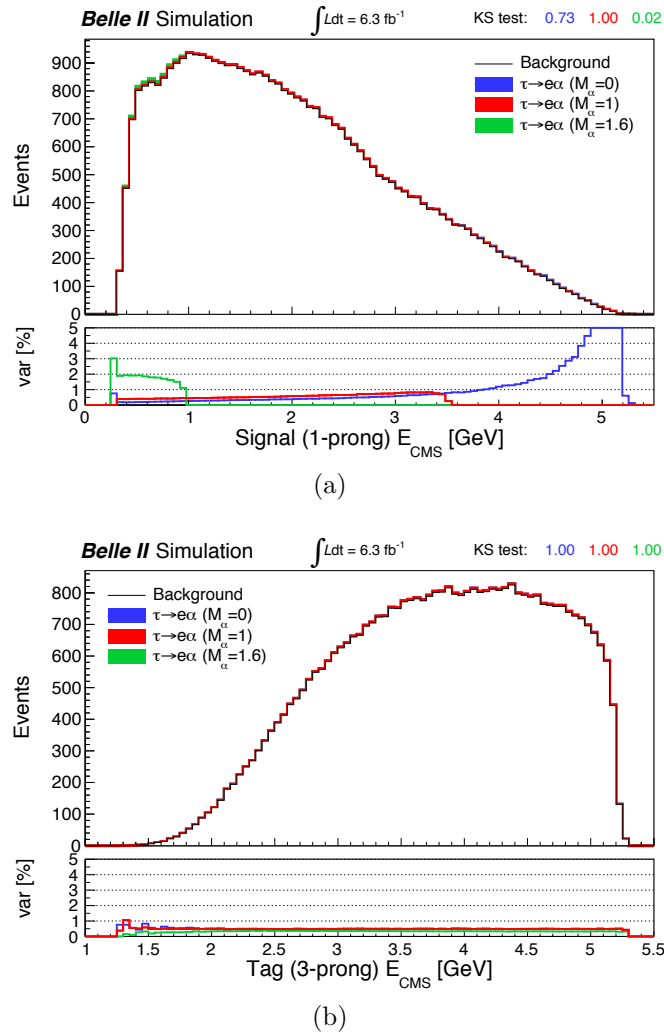 Belle II Simulation ∫Ldt = 6.3 fb⁻¹ KS test: 0.73 1.00 0.02
900
800
700
600
500
400
300
200
100
0
Events
Background
τ→eα (M_α=0)
τ→eα (M_α=1)
τ→eα (M_α=1.6)
5
4
3
2
1
0
var [%]
0 1 2 3 4 5
Signal (1-prong) E_CMS [GeV]
(a)
Belle II Simulation ∫Ldt = 6.3 fb⁻¹ KS test: 1.00 1.00 1.00
800
700
600
500
400
300
200
100
0
Events
Background
τ→eα (M_α=0)
τ→eα (M_α=1)
τ→eα (M_α=1.6)
5
4
3
2
1
0
var [%]
1 1.5 2 2.5 3 3.5 4 4.5 5 5.5
Tag (3-prong) E_CMS [GeV]
(b)